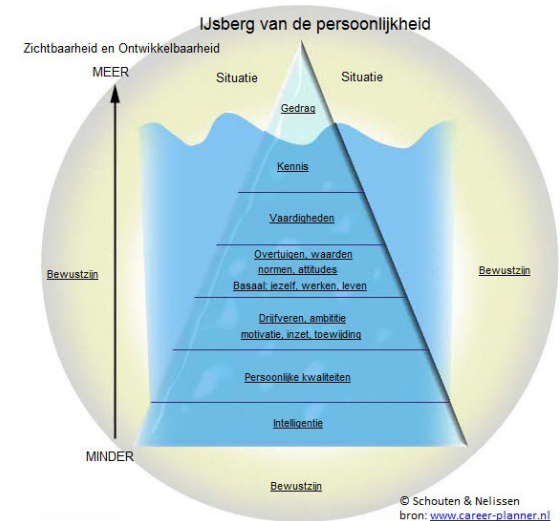 IJsberg van de persoonlijkheid
Zichtbaarheid en Ontwikkelbaarheid
MEER
Situatie
Situatie
Gedrag
Kennis
Vaardigheden
Overtuigen, waarden
normen, attitudes
Basaal; jezelf, werken, leven
Bewustzijn
Bewustzijn
Drijfveren, ambititie
motivatie, inzet, toewijding
Persoonlijke kwaliteiten
Intelligentie
MINDER
Bewustzijn
© Schouten & Nelissen
bron: www.career-planner.nl